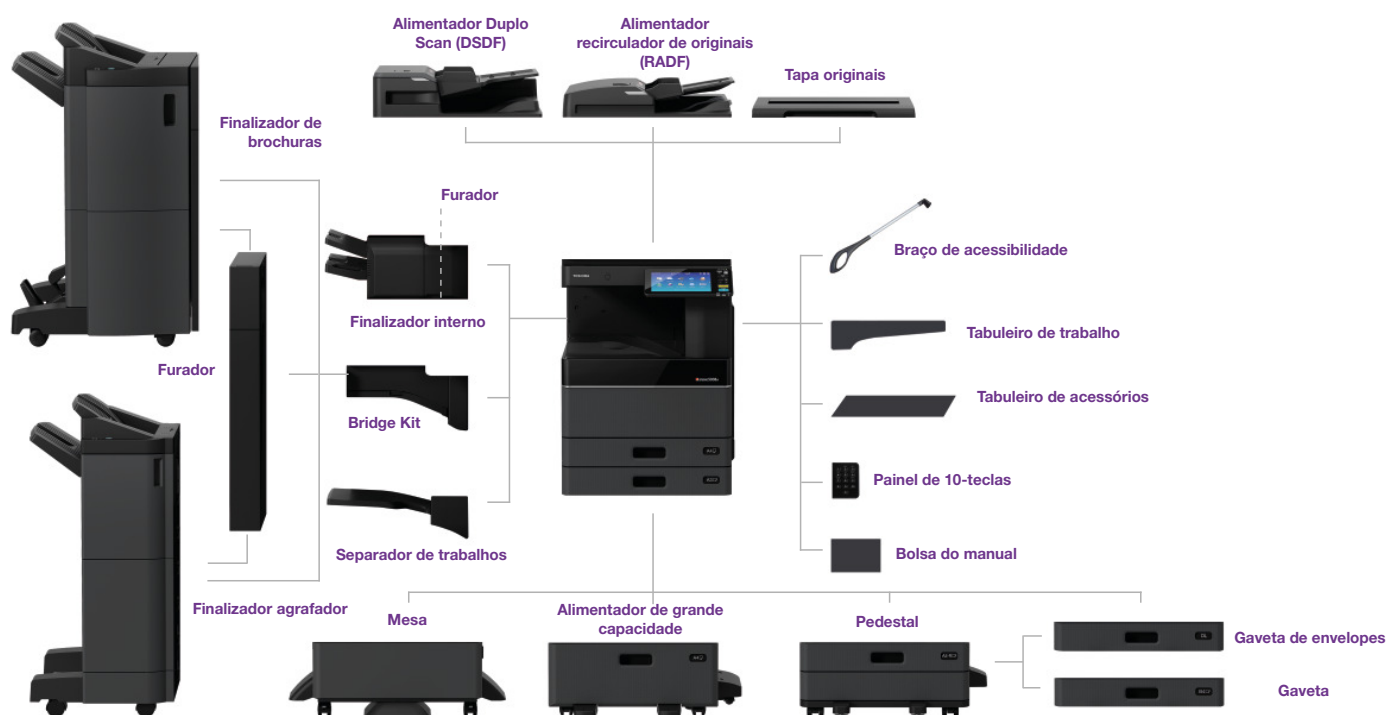 Alimentador Duplo
Scan (DSDF)
Alimentador
recirculador de originais
(RADF)
Tapa originais
Finalizador de
brochuras
Furador
Braço de acessibilidade
TOSHIBA
Finalizador interno
Tabuleiro de trabalho
Furador
Tabuleiro de acessórios
Bridge Kit
Painel de 10-teclas
Separador de trabalhos
Bolsa do manual
Finalizador agrafador
Mesa
Alimentador de grande
capacidade
Pedestal
Gaveta de envelopes
Gaveta